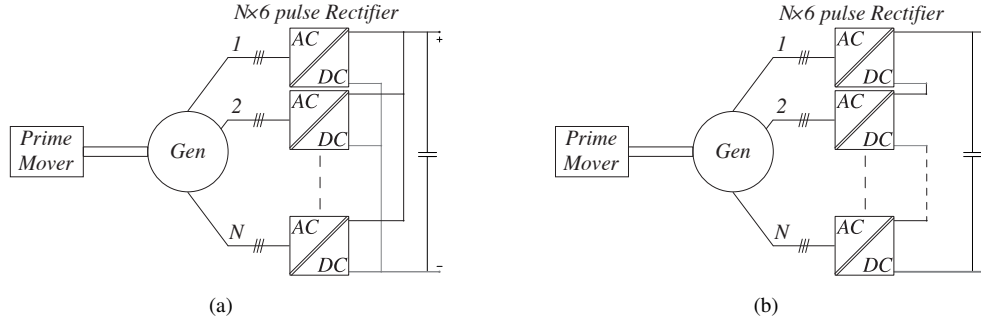 N×6 pulse Rectifier
1
AC
DC
2
AC
DC
Prime
Mover
Gen
N
AC
DC
+
−
(a)
N×6 pulse Rectifier
1
AC
DC
2
AC
DC
Prime
Mover
Gen
N
AC
DC
(b)